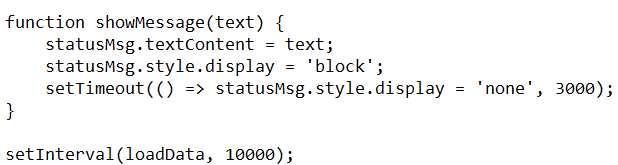 function showMessage(text) {
    statusMsg.textContent = text;
    statusMsg.style.display = 'block';
    setTimeout(() => statusMsg.style.display = 'none', 3000);
}

setInterval(loadData, 10000);